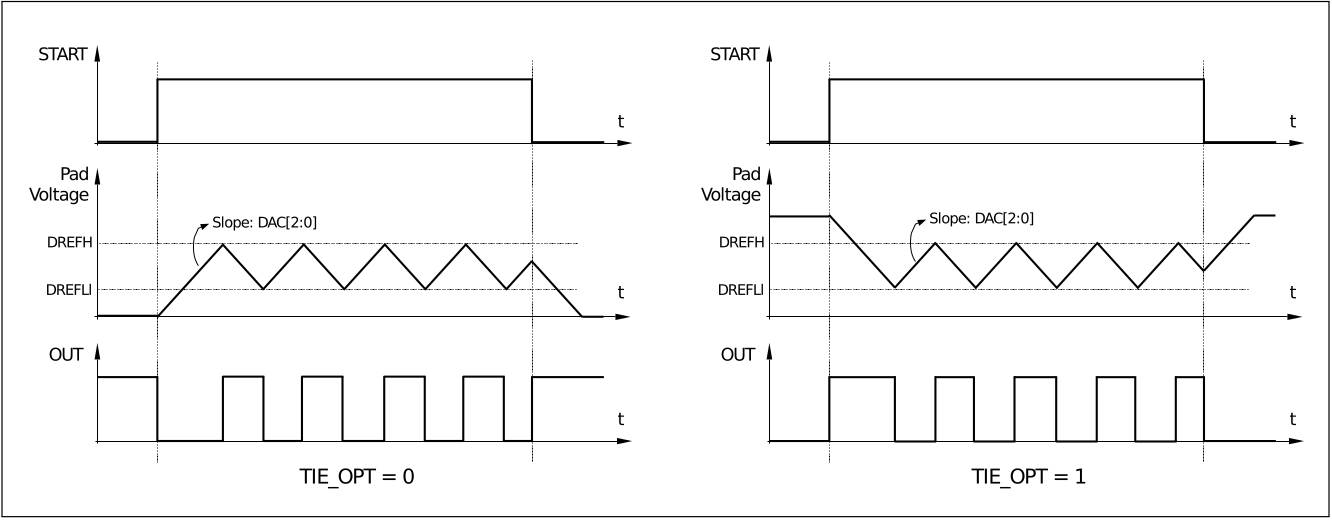 START
t
Pad
Voltage
Slope: DAC[2:0]
DREFH
DREFLI
t
OUT
t
TIE_OPT = 0
START
t
Pad
Voltage
Slope: DAC[2:0]
DREFH
DREFLI
t
OUT
t
TIE_OPT = 1